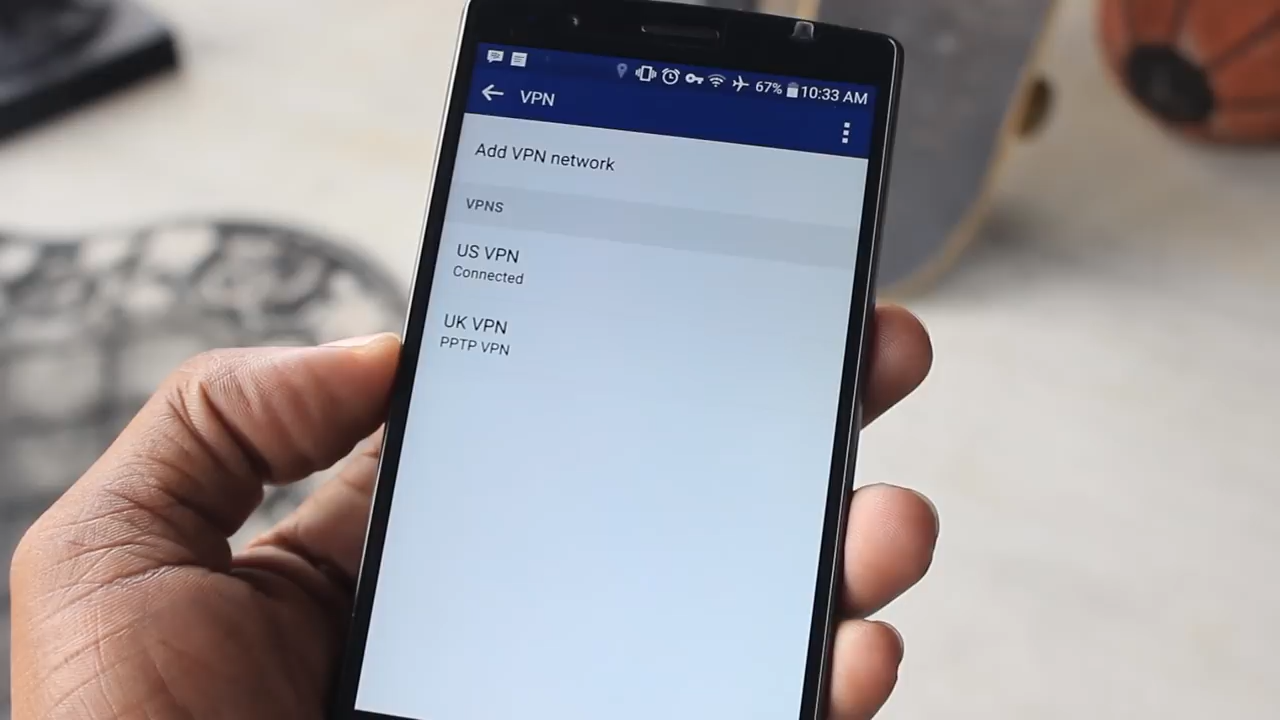 67% 10:33 AM
VPN
Add VPN network
VPNS
US VPN
Connected
UK VPN
PPTP VPN